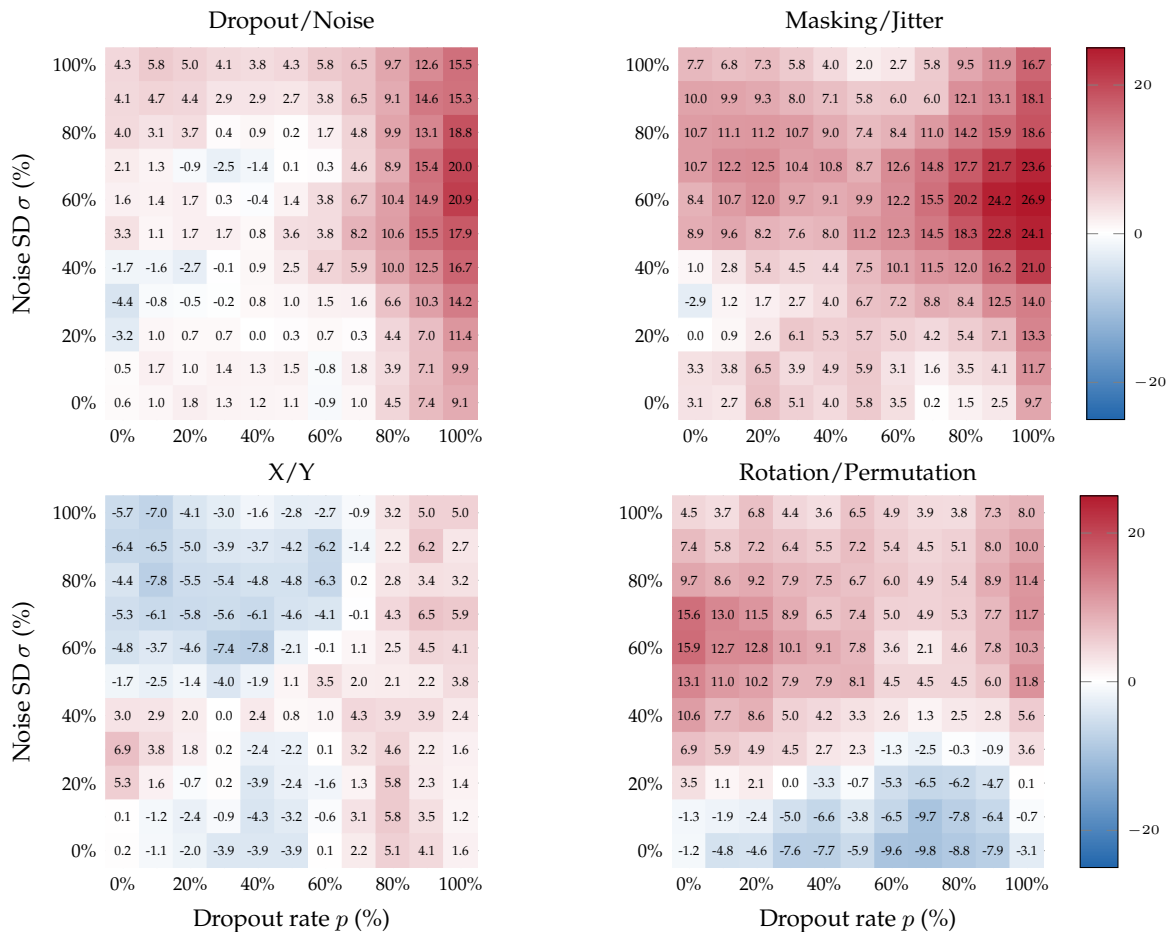 Dropout/Noise
100% 4.3 5.8 5.0 4.1 3.8 4.3 5.8 6.5 9.7 12.6 15.5
4.1 4.7 4.4 2.9 2.9 2.7 3.8 6.5 9.1 14.6 15.3
80% 4.0 3.1 3.7 0.4 0.9 0.2 1.7 4.8 9.9 13.1 18.8
2.1 1.3 -0.9 -2.5 -1.4 0.1 0.3 4.6 8.9 15.4 20.0
60% 1.6 1.4 1.7 0.3 -0.4 1.4 3.8 6.7 10.4 14.9 20.9
3.3 1.1 1.7 1.7 0.8 3.6 3.8 8.2 10.6 15.5 17.9
40% -1.7 -1.6 -2.7 -0.1 0.9 2.5 4.7 5.9 10.0 12.5 16.7
-4.4 -0.8 -0.5 -0.2 0.8 1.0 1.5 1.6 6.6 10.3 14.2
20% -3.2 1.0 0.7 0.7 0.0 0.3 0.7 0.3 4.4 7.0 11.4
0.5 1.7 1.0 1.4 1.3 1.5 -0.8 1.8 3.9 7.1 9.9
0% 0.6 1.0 1.8 1.3 1.2 1.1 -0.9 1.0 4.5 7.4 9.1
0% 20% 40% 60% 80% 100%
Noise SD σ (%)
Masking/Jitter
100% 7.7 6.8 7.3 5.8 4.0 2.0 2.7 5.8 9.5 11.9 16.7
10.0 9.9 9.3 8.0 7.1 5.8 6.0 6.0 12.1 13.1 18.1
80% 10.7 11.1 11.2 10.7 9.0 7.4 8.4 11.0 14.2 15.9 18.6
10.7 12.2 12.5 10.4 10.8 8.7 12.6 14.8 17.7 21.7 23.6
60% 8.4 10.7 12.0 9.7 9.1 9.9 12.2 15.5 20.2 24.2 26.9
8.9 9.6 8.2 7.6 8.0 11.2 12.3 14.5 18.3 22.8 24.1
40% 1.0 2.8 5.4 4.5 4.4 7.5 10.1 11.5 12.0 16.2 21.0
-2.9 1.2 1.7 2.7 4.0 6.7 7.2 8.8 8.4 12.5 14.0
20% 0.0 0.9 2.6 6.1 5.3 5.7 5.0 4.2 5.4 7.1 13.3
3.3 3.8 6.5 3.9 4.9 5.9 3.1 1.6 3.5 4.1 11.7
0% 3.1 2.7 6.8 5.1 4.0 5.8 3.5 0.2 1.5 2.5 9.7
0% 20% 40% 60% 80% 100%
20
0
−20
X/Y
100% -5.7 -7.0 -4.1 -3.0 -1.6 -2.8 -2.7 -0.9 3.2 5.0 5.0
-6.4 -6.5 -5.0 -3.9 -3.7 -4.2 -6.2 -1.4 2.2 6.2 2.7
80% -4.4 -7.8 -5.5 -5.4 -4.8 -4.8 -6.3 0.2 2.8 3.4 3.2
-5.3 -6.1 -5.8 -5.6 -6.1 -4.6 -4.1 -0.1 4.3 6.5 5.9
60% -4.8 -3.7 -4.6 -7.4 -7.8 -2.1 -0.1 1.1 2.5 4.5 4.1
-1.7 -2.5 -1.4 -4.0 -1.9 1.1 3.5 2.0 2.1 2.2 3.8
40% 3.0 2.9 2.0 0.0 2.4 0.8 1.0 4.3 3.9 3.9 2.4
6.9 3.8 1.8 0.2 -2.4 -2.2 0.1 3.2 4.6 2.2 1.6
20% 5.3 1.6 -0.7 0.2 -3.9 -2.4 -1.6 1.3 5.8 2.3 1.4
0.1 -1.2 -2.4 -0.9 -4.3 -3.2 -0.6 3.1 5.8 3.5 1.2
0% 0.2 -1.1 -2.0 -3.9 -3.9 -3.9 0.1 2.2 5.1 4.1 1.6
0% 20% 40% 60% 80% 100%
Noise SD σ (%)
Dropout rate p (%)
Rotation/Permutation
100% 4.5 3.7 6.8 4.4 3.6 6.5 4.9 3.9 3.8 7.3 8.0
7.4 5.8 7.2 6.4 5.5 7.2 5.4 4.5 5.1 8.0 10.0
80% 9.7 8.6 9.2 7.9 7.5 6.7 6.0 4.9 5.4 8.9 11.4
15.6 13.0 11.5 8.9 6.5 7.4 5.0 4.9 5.3 7.7 11.7
60% 15.9 12.7 12.8 10.1 9.1 7.8 3.6 2.1 4.6 7.8 10.3
13.1 11.0 10.2 7.9 7.9 8.1 4.5 4.5 4.5 6.0 11.8
40% 10.6 7.7 8.6 5.0 4.2 3.3 2.6 1.3 2.5 2.8 5.6
6.9 5.9 4.9 4.5 2.7 2.3 -1.3 -2.5 -0.3 -0.9 3.6
20% 3.5 1.1 2.1 0.0 -3.3 -0.7 -5.3 -6.5 -6.2 -4.7 0.1
-1.3 -1.9 -2.4 -5.0 -6.6 -3.8 -6.5 -9.7 -7.8 -6.4 -0.7
0% -1.2 -4.8 -4.6 -7.6 -7.7 -5.9 -9.6 -9.8 -8.8 -7.9 -3.1
0% 20% 40% 60% 80% 100%
Dropout rate p (%)
20
0
−20